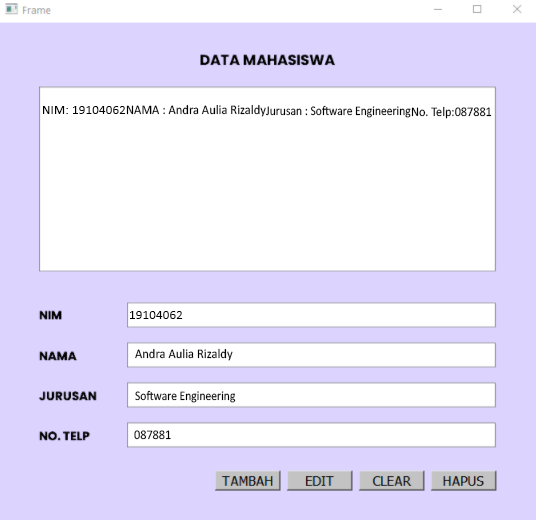 Frame
DATA MAHASISWA
NIM: 19104062NAMA : Andra Aulia RizaldyJurusan : Software EngineeringNo. Telp:087881
NIM 19104062
NAMA Andra Aulia Rizaldy
JURUSAN Software Engineering
NO. TELP 087881
TAMBAH EDIT CLEAR HAPUS